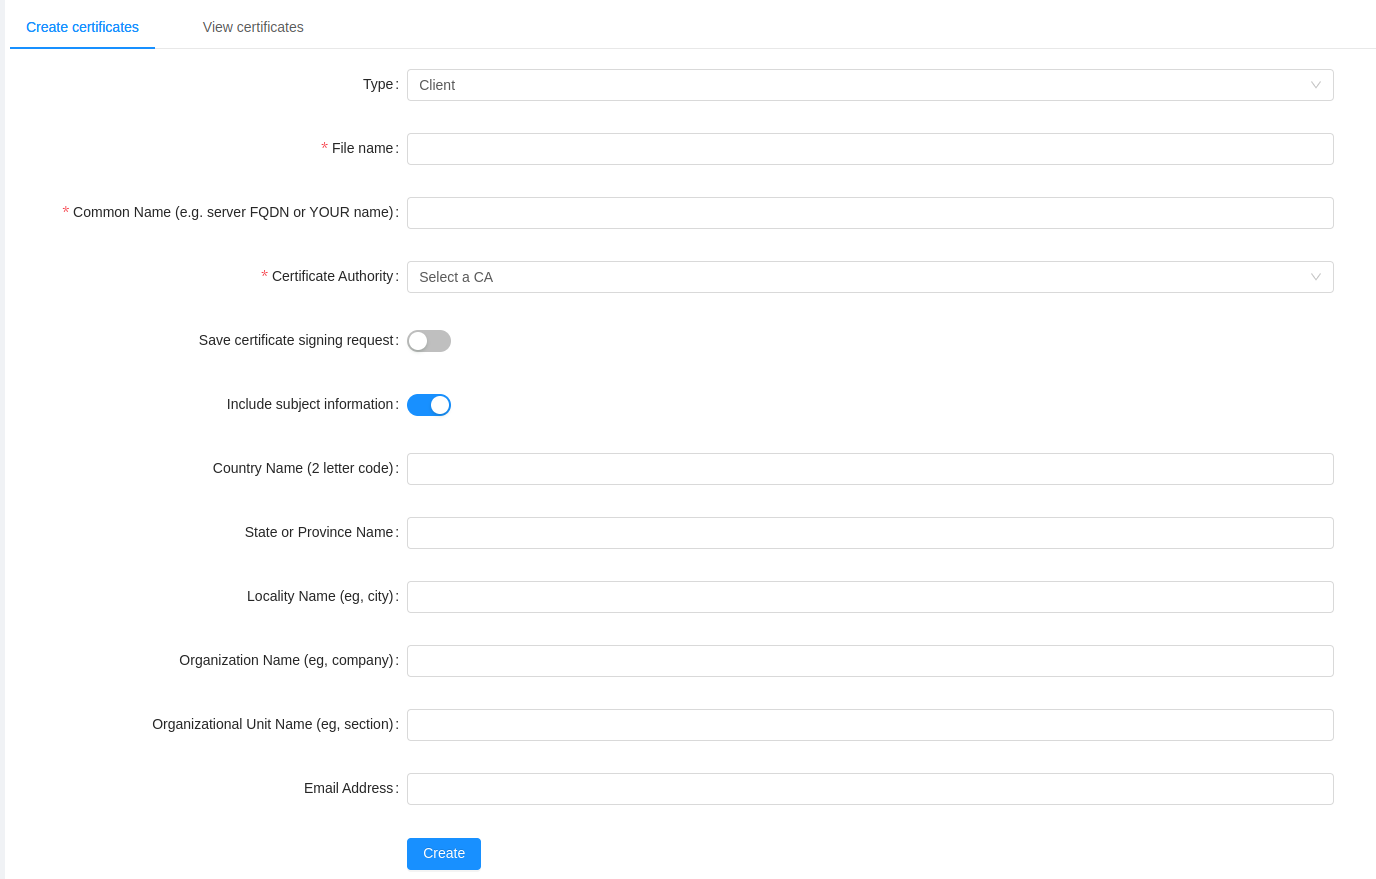 Create certificates View certificates
Type: Client
* File name:
* Common Name (e.g. server FQDN or YOUR name):
* Certificate Authority: Select a CA
Save certificate signing request:
Include subject information:
Country Name (2 letter code):
State or Province Name:
Locality Name (eg, city):
Organization Name (eg, company):
Organizational Unit Name (eg, section):
Email Address:
Create